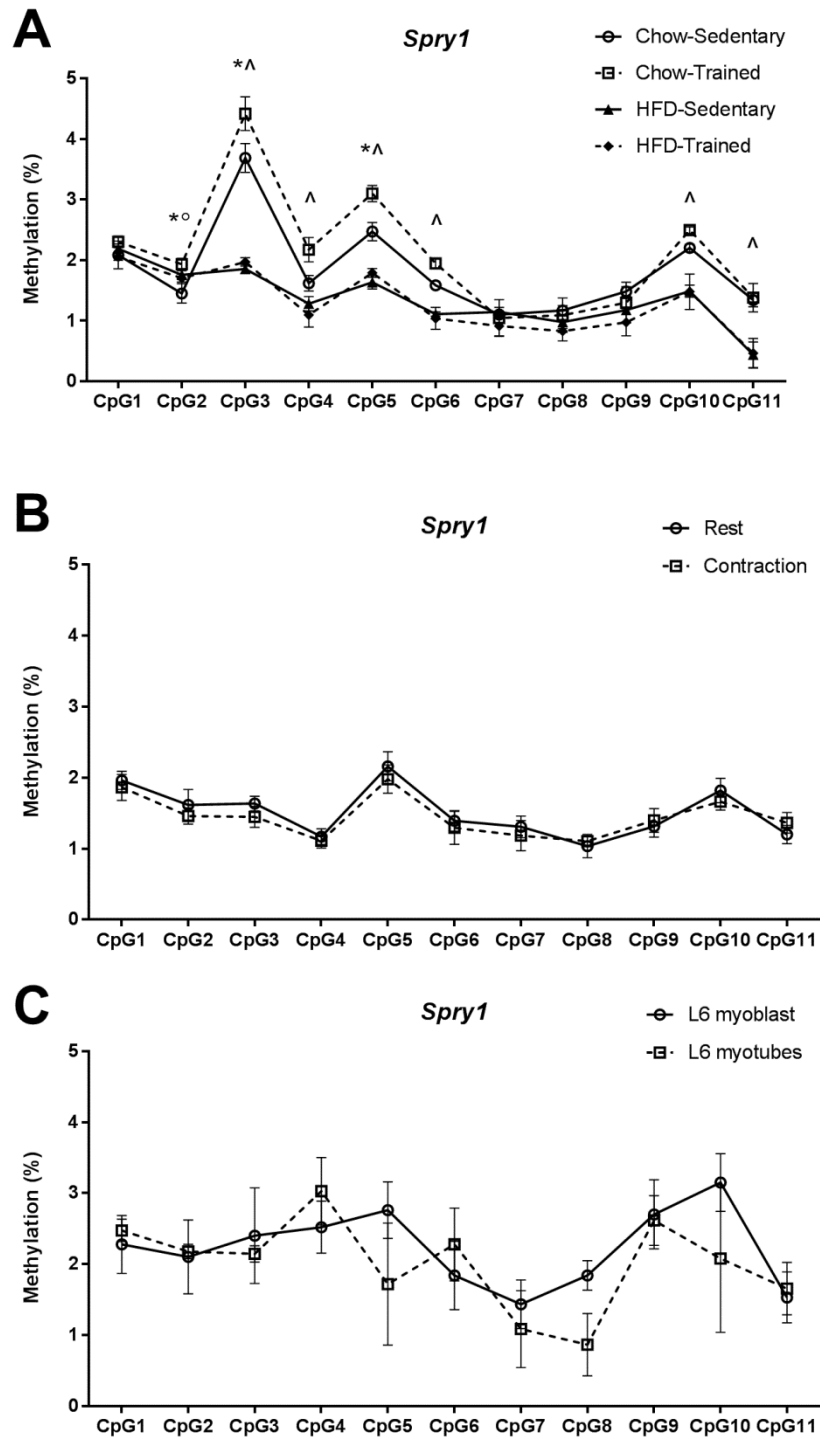 A
Spry1
Chow-Sedentary
Chow-Trained
HFD-Sedentary
HFD-Trained
Methylation (%)
5
4
3
2
1
0
*°
*^
^
*^
^
^
^
CpG1 CpG2 CpG3 CpG4 CpG5 CpG6 CpG7 CpG8 CpG9 CpG10 CpG11
B
Spry1
Rest
Contraction
Methylation (%)
5
4
3
2
1
0
CpG1 CpG2 CpG3 CpG4 CpG5 CpG6 CpG7 CpG8 CpG9 CpG10 CpG11
C
Spry1
L6 myoblast
L6 myotubes
Methylation (%)
5
4
3
2
1
0
CpG1 CpG2 CpG3 CpG4 CpG5 CpG6 CpG7 CpG8 CpG9 CpG10 CpG11